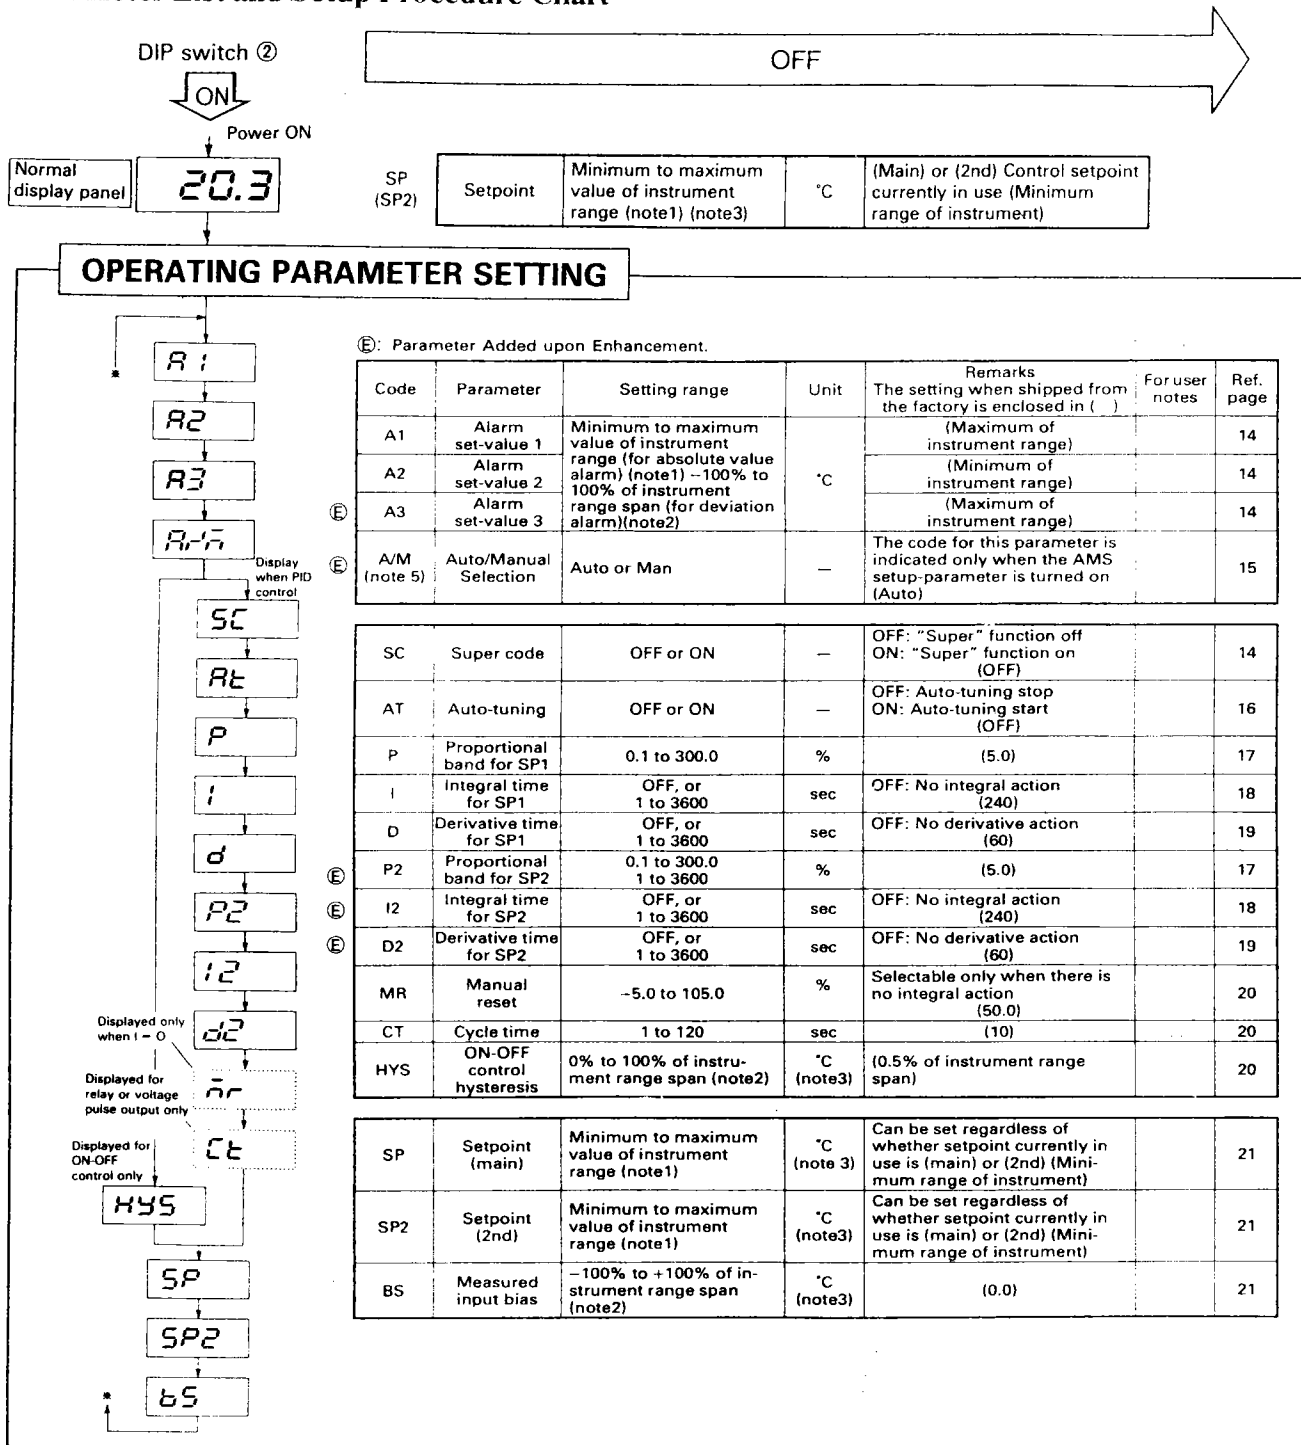 DIP switch ②
ON
OFF
Power ON
Normal
display panel
20.3
SP
(SP2)
Setpoint
Minimum to maximum
value of instrument
range (note1) (note3)
°C
(Main) or (2nd) Control setpoint
currently in use (Minimum
range of instrument)
OPERATING PARAMETER SETTING
Ⓔ: Parameter Added upon Enhancement.
Code
Parameter
Setting range
Unit
Remarks
The setting when shipped from
the factory is enclosed in ( )
For user
notes
Ref.
page
A1
Alarm
set-value 1
Minimum to maximum
value of instrument
range (for absolute value
alarm) (note1) –100% to
100% of instrument
range span (for deviation
alarm)(note2)
°C
(Maximum of
instrument range)
14
A2
Alarm
set-value 2
(Minimum of
instrument range)
14
Ⓔ
A3
Alarm
set-value 3
(Maximum of
instrument range)
14
Ⓔ
A/M
(note 5)
Auto/Manual
Selection
Auto or Man
–
The code for this parameter is
indicated only when the AMS
setup-parameter is turned on
(Auto)
15
SC
Super code
OFF or ON
–
OFF: "Super" function off
ON: "Super" function on
(OFF)
14
AT
Auto-tuning
OFF or ON
–
OFF: Auto-tuning stop
ON: Auto-tuning start
(OFF)
16
P
Proportional
band for SP1
0.1 to 300.0
%
(5.0)
17
I
Integral time
for SP1
OFF, or
1 to 3600
sec
OFF: No integral action
(240)
18
D
Derivative time
for SP1
OFF, or
1 to 3600
sec
OFF: No derivative action
(60)
19
Ⓔ
P2
Proportional
band for SP2
0.1 to 300.0
1 to 3600
%
(5.0)
17
Ⓔ
I2
Integral time
for SP2
OFF, or
1 to 3600
sec
OFF: No integral action
(240)
18
Ⓔ
D2
Derivative time
for SP2
OFF, or
1 to 3600
sec
OFF: No derivative action
(60)
19
MR
Manual
reset
–5.0 to 105.0
%
Selectable only when there is
no integral action
(50.0)
20
CT
Cycle time
1 to 120
sec
(10)
20
HYS
ON-OFF
control
hysteresis
0% to 100% of instru-
ment range span (note2)
°C
(note3)
(0.5% of instrument range
span)
20
SP
Setpoint
(main)
Minimum to maximum
value of instrument
range (note1)
°C
(note 3)
Can be set regardless of
whether setpoint currently in
use is (main) or (2nd) (Mini-
mum range of instrument)
21
SP2
Setpoint
(2nd)
Minimum to maximum
value of instrument
range (note1)
°C
(note3)
Can be set regardless of
whether setpoint currently in
use is (main) or (2nd) (Mini-
mum range of instrument)
21
BS
Measured
input bias
–100% to +100% of in-
strument range span
(note2)
°C
(note3)
(0.0)
21
*
A1
A2
A3
Display
when PID
control
SC
At
P
I
d
P2
I2
d2
Displayed only
when I – O
Displayed for
relay or voltage
pulse output only
Ct
Displayed for
ON-OFF
control only
HYS
SP
SP2
bS
*